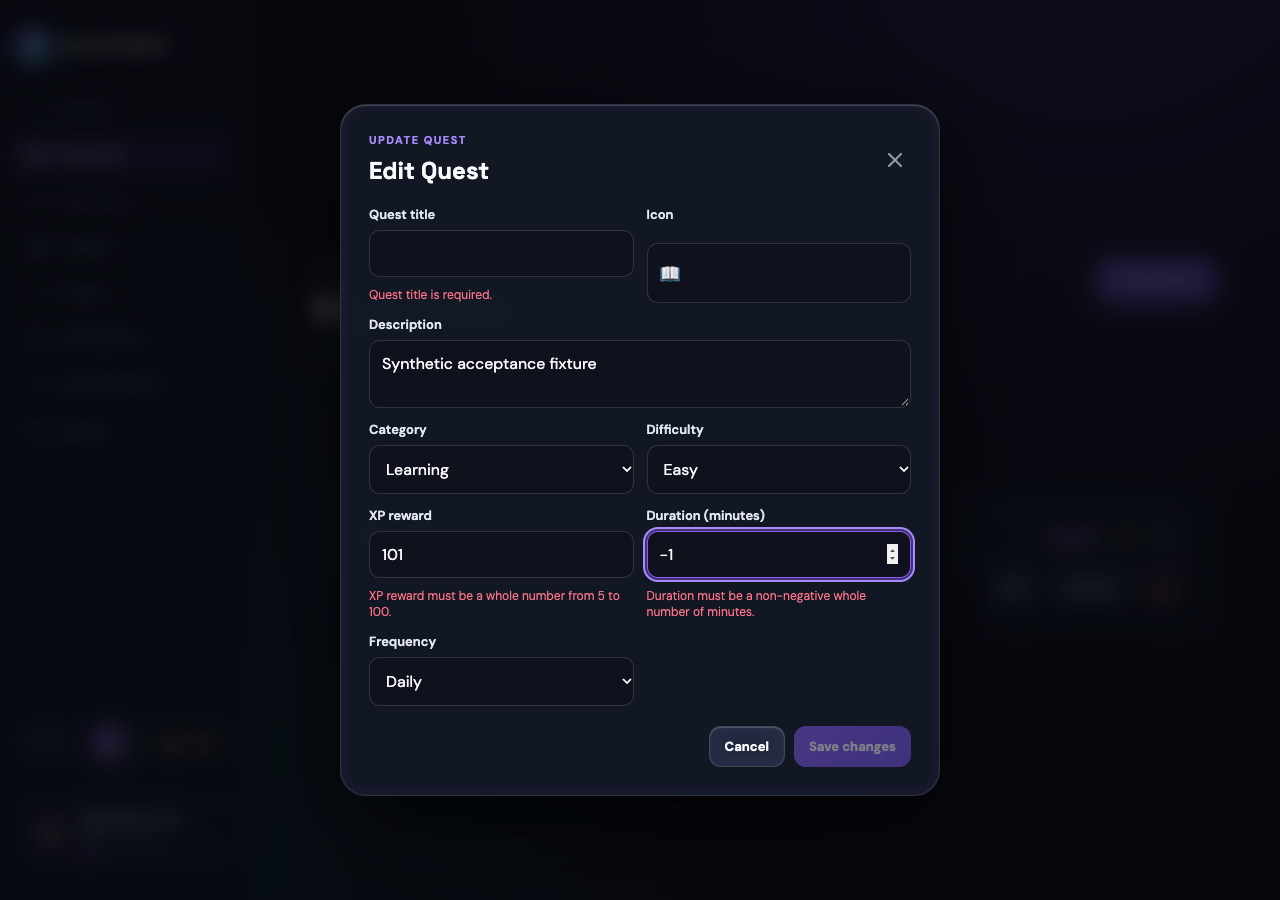 UPDATE QUEST
Edit Quest
Quest title
Icon
Quest title is required.
Description
Synthetic acceptance fixture
Category
Difficulty
Learning
Easy
XP reward
Duration (minutes)
101
-1
XP reward must be a whole number from 5 to
100.
Duration must be a non-negative whole
number of minutes.
Frequency
Daily
Cancel
Save changes